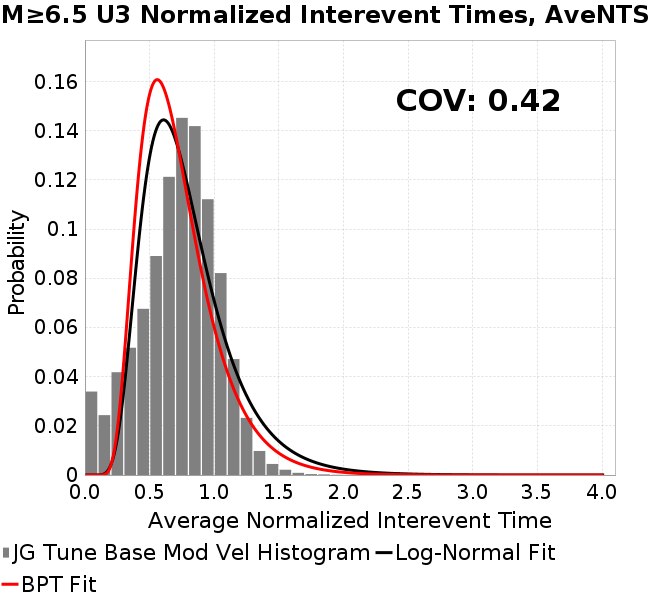 M≥6.5 U3 Normalized Interevent Times, AveNTS
COV: 0.42
Probability
0.16
0.14
0.12
0.1
0.08
0.06
0.04
0.02
0
0.0 0.5 1.0 1.5 2.0 2.5 3.0 3.5 4.0
Average Normalized Interevent Time
JG Tune Base Mod Vel Histogram Log-Normal Fit
BPT Fit